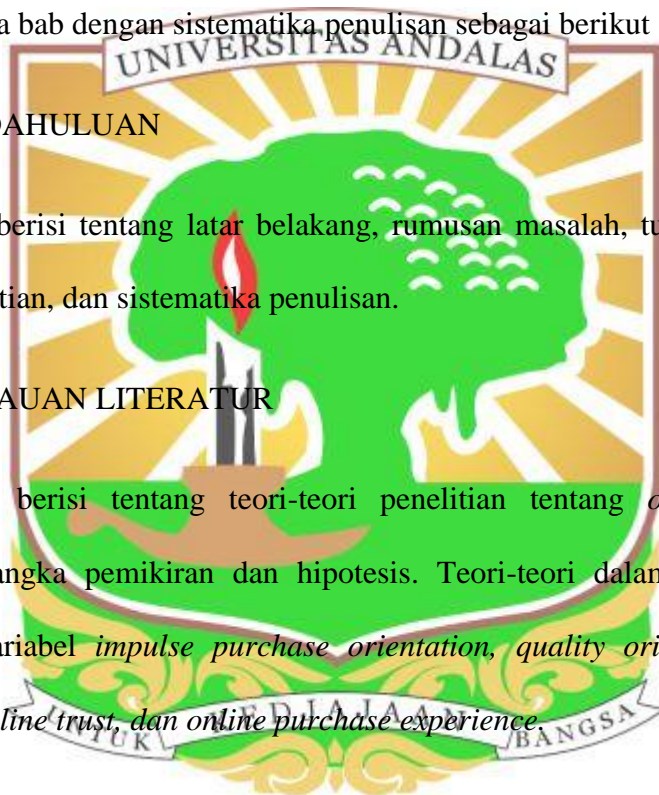 a bab dengan sistematika penulisan sebagai berikut
UNIVERSITAS ANDALAS
DAHULUAN
berisi tentang latar belakang, rumusan masalah, tu
tian, dan sistematika penulisan.
AUAN LITERATUR
berisi tentang teori-teori penelitian tentang
angka pemikiran dan hipotesis. Teori-teori dalam
ariabel impulse purchase orientation, quality ori
line trust, dan online purchase experience.
UNTUK KEDJAJAAN BANGSA